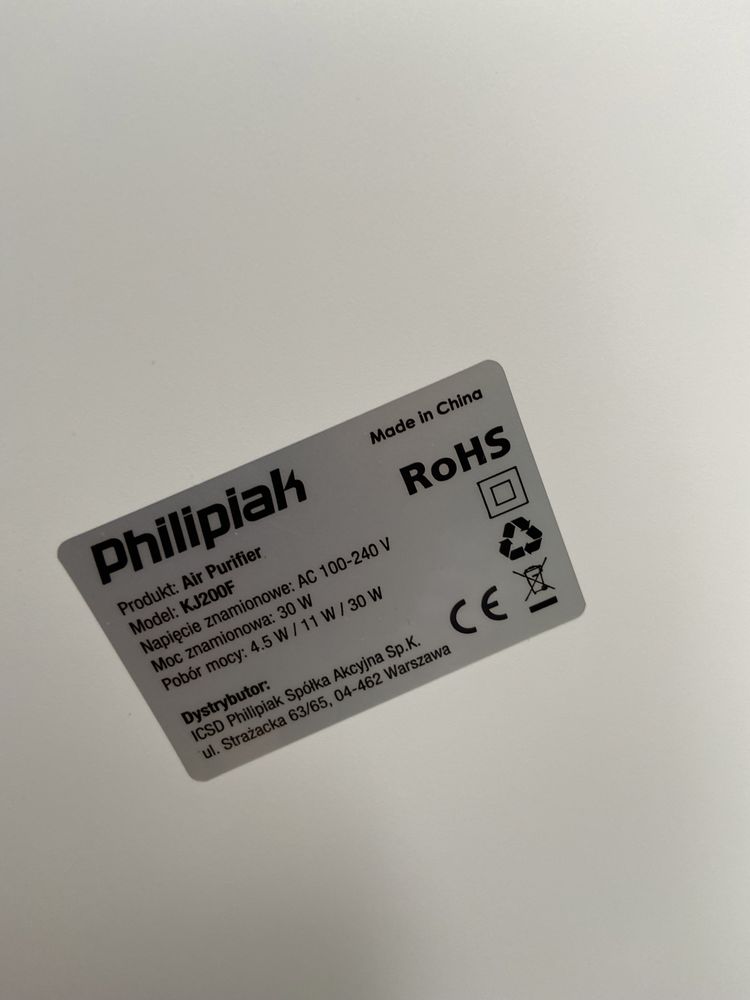 Made in China
Philipiak
RoHS
Produkt: Air Purifier
Model: KJ200F
Napięcie znamionowe: AC 100-240 V
Moc znamionowa: 30 W
Pobór mocy: 4.5 W / 11 W / 30 W
CE
Dystrybutor:
ICSD Philipiak Spółka Akcyjna Sp.K.
ul. Strażacka 63/65, 04-462 Warszawa